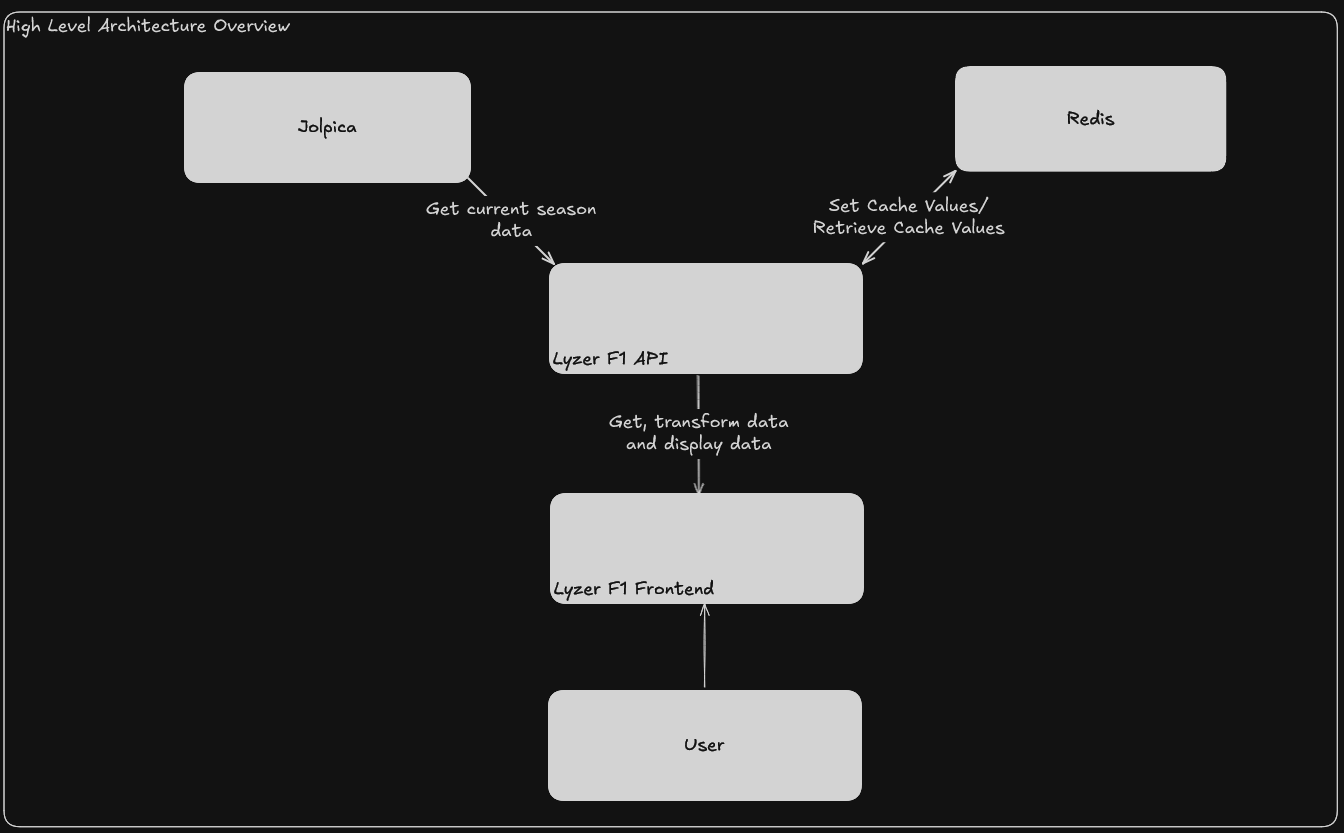 High Level Architecture Overview
Jolpica
Redis
Get current season
data
Set Cache Values/
Retrieve Cache Values
Lyzer F1 API
Get, transform data
and display data
Lyzer F1 Frontend
User